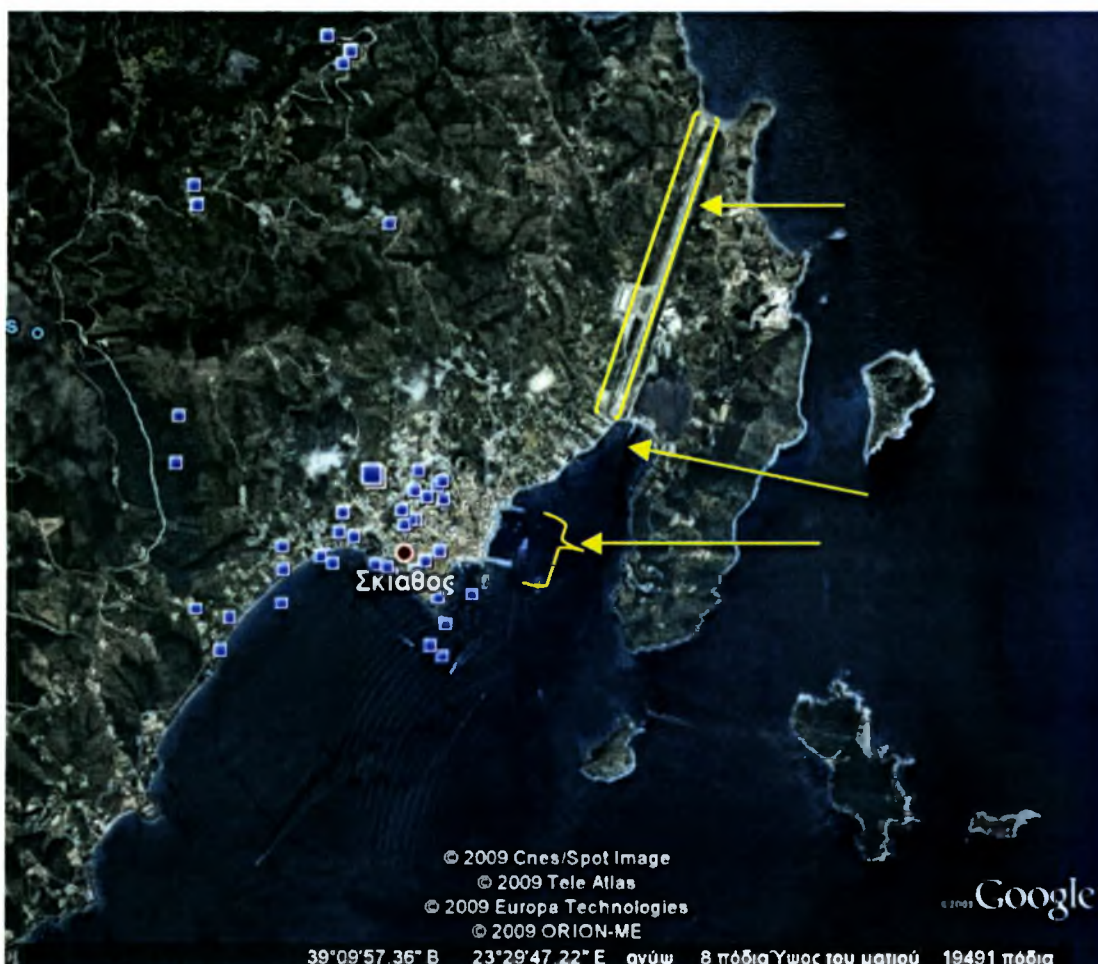 s o
Σκιαθος
© 2009 Cnes/Spot Image
© 2009 Tele Atlas
© 2009 Europa Technologies
© 2009 ORION-ME
©2009 Google
39°09'57.36" Β 23°29'47.22" Ε ανύψ 8 πόδια Ύψος του ματιού 19491 πόδια